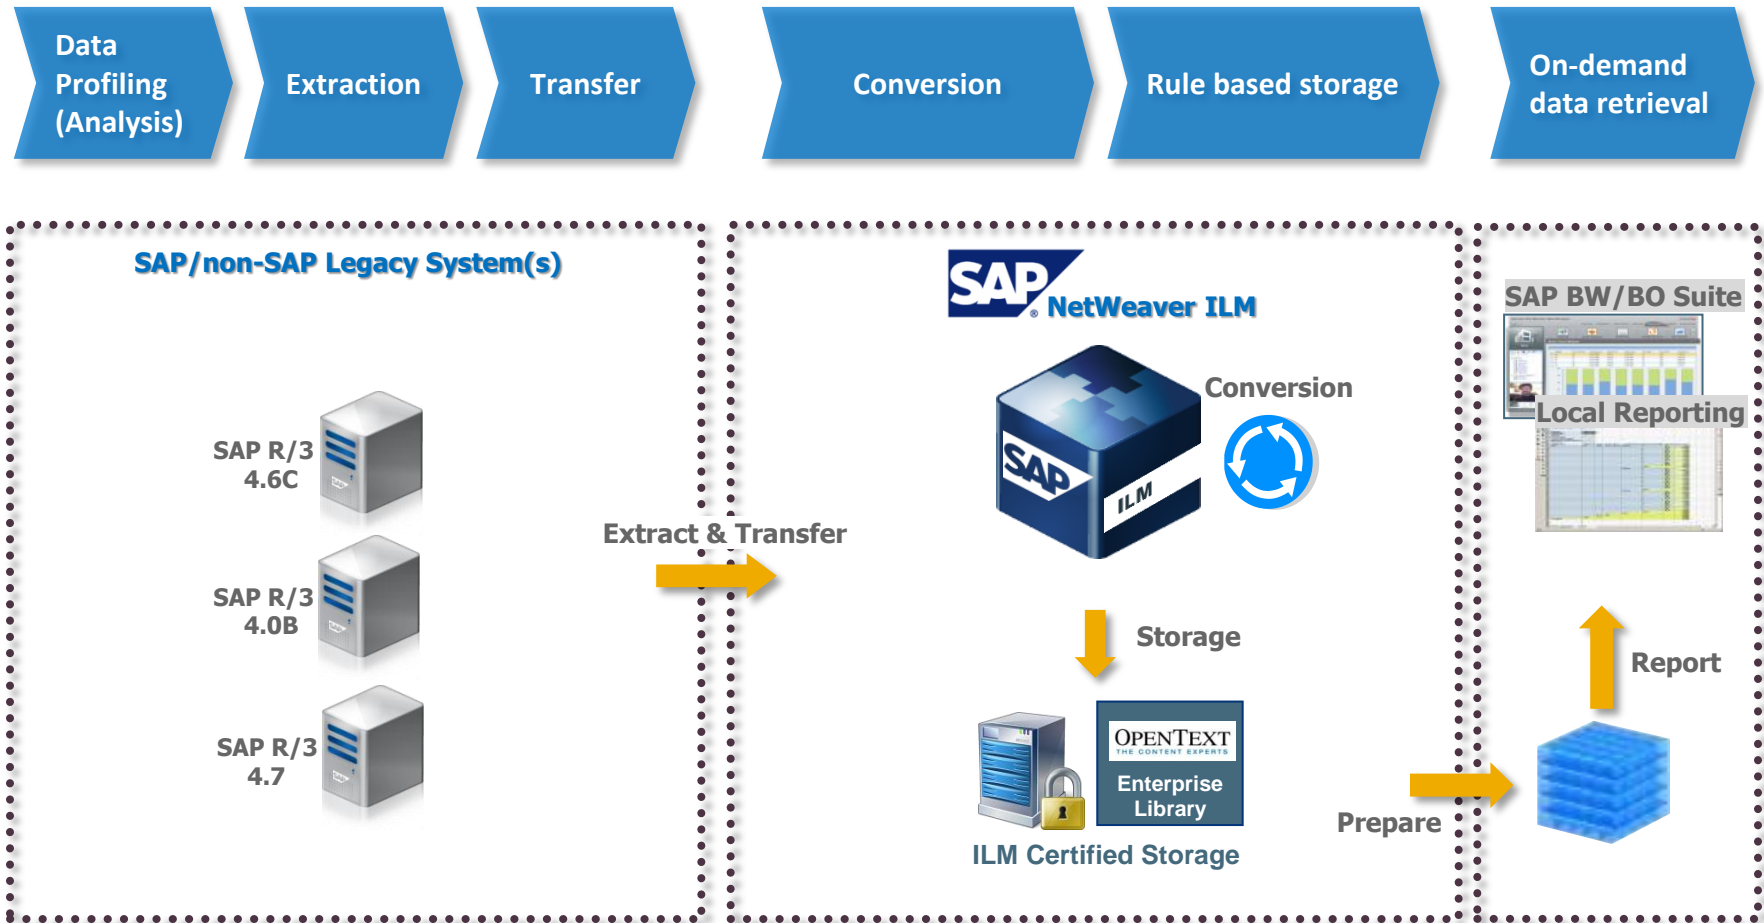 Data
Profiling
(Analysis)
Extraction
Transfer
Conversion
Rule based storage
On-demand
data retrieval
SAP/non-SAP Legacy System(s)
SAP R/3
4.6C
SAP R/3
4.0B
SAP R/3
4.7
Extract & Transfer
SAP
®
NetWeaver ILM
SAP
ILM
Conversion
Storage
OPENTEXT
THE CONTENT EXPERTS
Enterprise
Library
ILM Certified Storage
Prepare
SAP BW/BO Suite
Local Reporting
Report